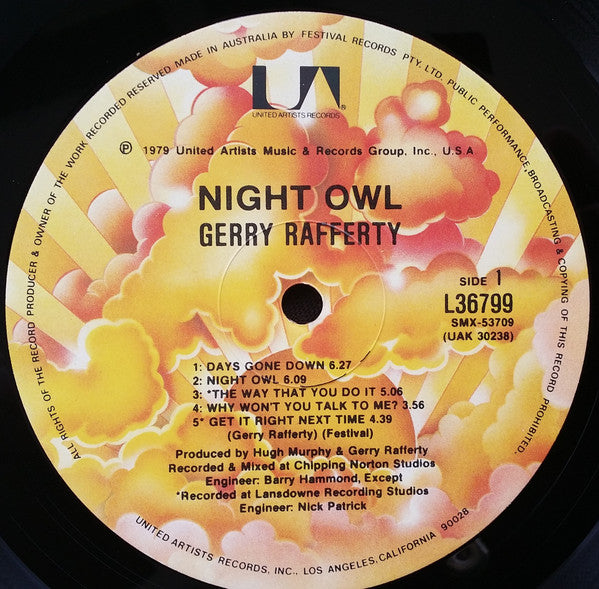 ALL RIGHTS OF THE RECORD PRODUCER & OWNER OF THE WORK RECORDED RESERVED MADE IN AUSTRALIA BY FESTIVAL RECORDS PTY. LTD. PUBLIC PERFORMANCE, BROADCASTING & COPYING OF THIS RECORD PROHIBITED.
UA®
UNITED ARTISTS RECORDS
℗ 1979 United Artists Music & Records Group, Inc., U.S.A
NIGHT OWL
GERRY RAFFERTY
SIDE 1
L36799
SMX-53709
(UAK 30238)
1: DAYS GONE DOWN 6.27
2: NIGHT OWL 6.09
3: *THE WAY THAT YOU DO IT 5.06
4: WHY WON'T YOU TALK TO ME? 3.56
5* GET IT RIGHT NEXT TIME 4.39
(Gerry Rafferty) (Festival)
Produced by Hugh Murphy & Gerry Rafferty
Recorded & Mixed at Chipping Norton Studios
Engineer: Barry Hammond, Except
*Recorded at Lansdowne Recording Studios
Engineer: Nick Patrick
UNITED ARTISTS RECORDS, INC., LOS ANGELES, CALIFORNIA 90028